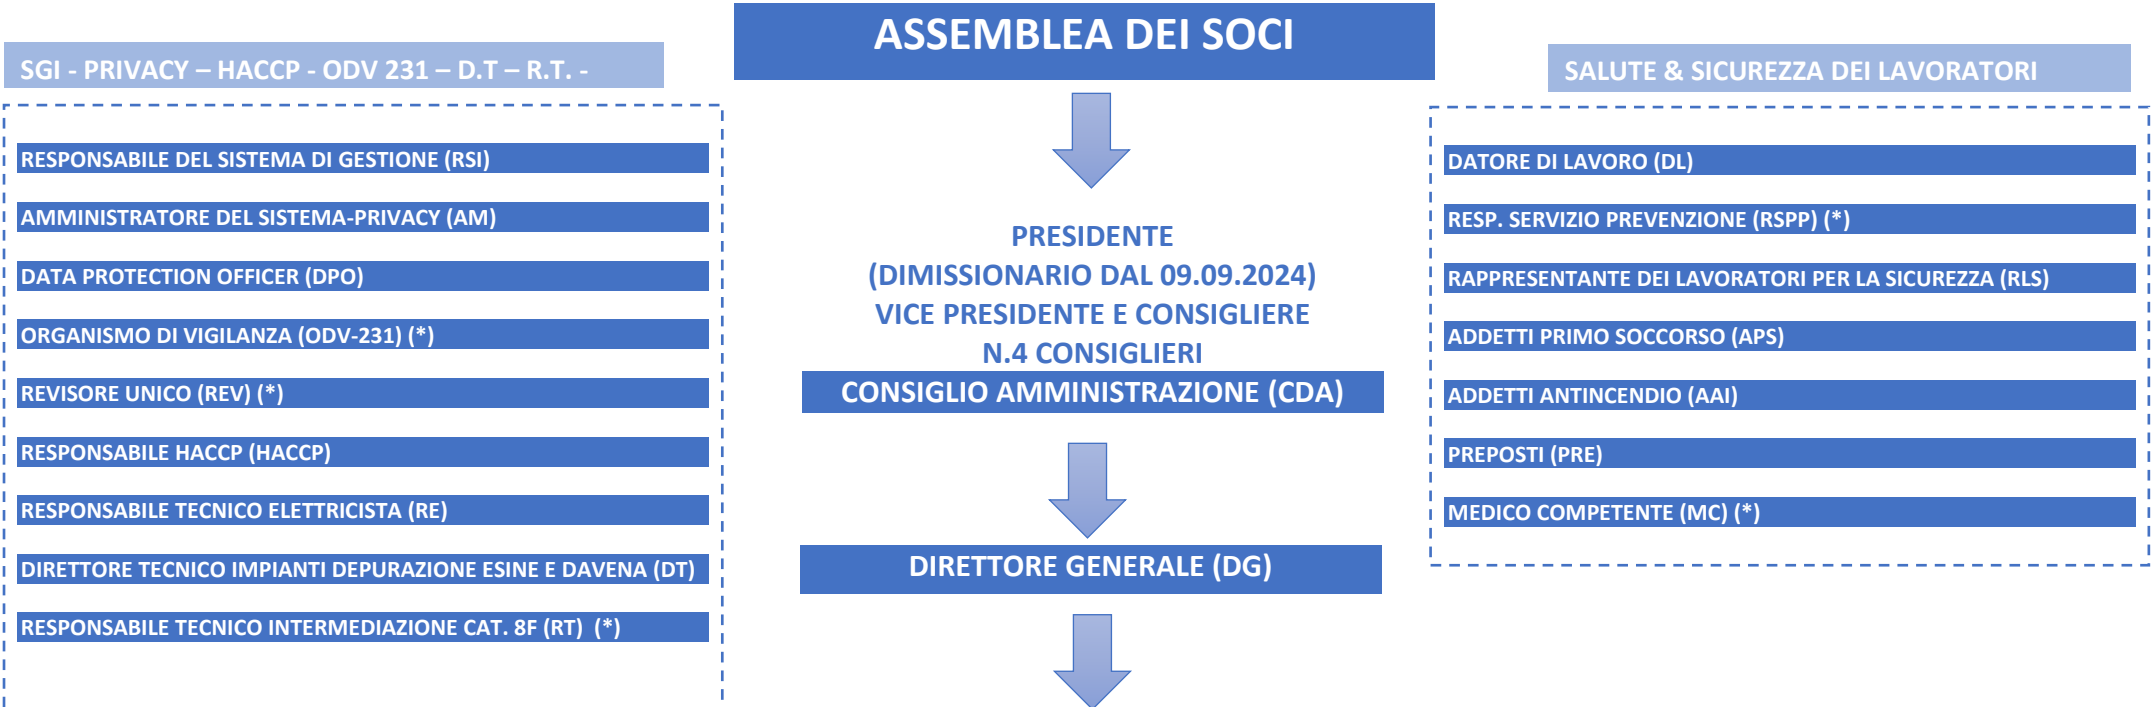 ASSEMBLEA DEI SOCI
SGI - PRIVACY – HACCP - ODV 231 – D.T – R.T. -
RESPONSABILE DEL SISTEMA DI GESTIONE (RSI)
AMMINISTRATORE DEL SISTEMA-PRIVACY (AM)
DATA PROTECTION OFFICER (DPO)
ORGANISMO DI VIGILANZA (ODV-231) (*)
REVISORE UNICO (REV) (*)
RESPONSABILE HACCP (HACCP)
RESPONSABILE TECNICO ELETTRICISTA (RE)
DIRETTORE TECNICO IMPIANTI DEPURAZIONE ESINE E DAVENA (DT)
RESPONSABILE TECNICO INTERMEDIAZIONE CAT. 8F (RT) (*)
PRESIDENTE
(DIMISSIONARIO DAL 09.09.2024)
VICE PRESIDENTE E CONSIGLIERE
N.4 CONSIGLIERI
CONSIGLIO AMMINISTRAZIONE (CDA)
DIRETTORE GENERALE (DG)
SALUTE & SICUREZZA DEI LAVORATORI
DATORE DI LAVORO (DL)
RESP. SERVIZIO PREVENZIONE (RSPP) (*)
RAPPRESENTANTE DEI LAVORATORI PER LA SICUREZZA (RLS)
ADDETTI PRIMO SOCCORSO (APS)
ADDETTI ANTINCENDIO (AAI)
PREPOSTI (PRE)
MEDICO COMPETENTE (MC) (*)